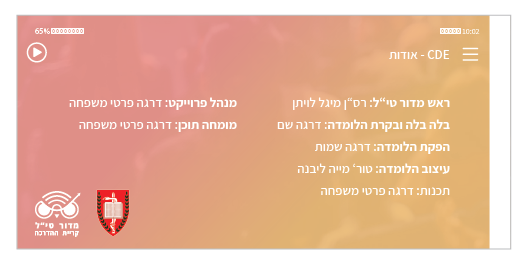 65%
10:02
CDE - אודות
ראש מדור טי"ל: רס"ן מיגל לויתן
בלה בלה ובקרת הלומדה: דרגה שם
הפקת הלומדה: דרגה שמות
עיצוב הלומדה: טור' מייה ליבנה
תכנות: דרגה פרטי משפחה
מנהל פרוייקט: דרגה פרטי משפחה
מומחה תוכן: דרגה פרטי משפחה
מדור טי"ל
קריית ההדרכה